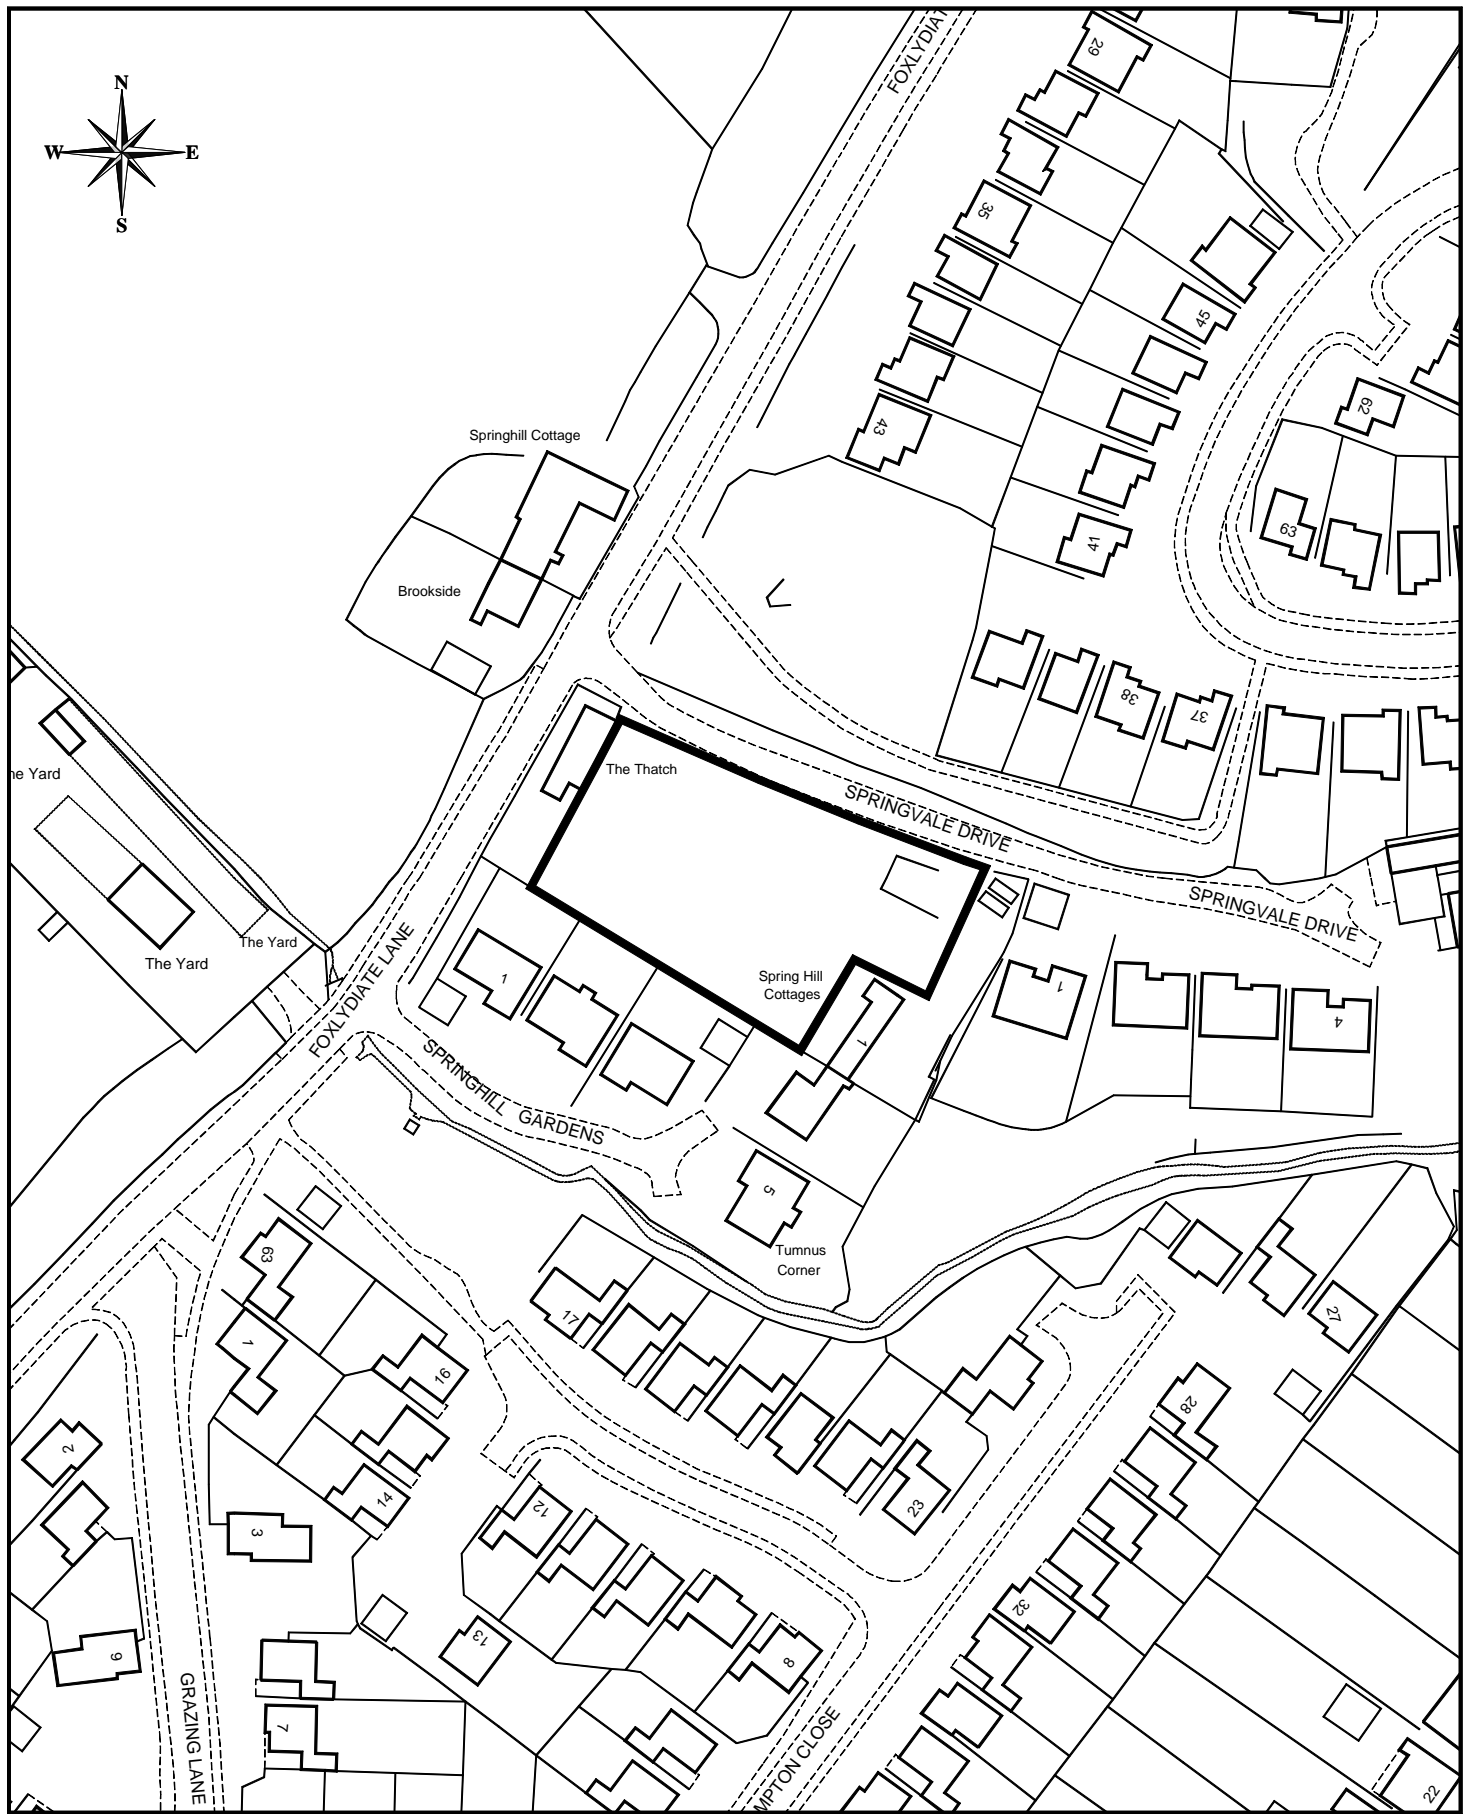 N
W E
S
FOXLYDIAT
29
35
45
43
62
63
41
Springhill Cottage
Brookside
38
37
he Yard
The Thatch
SPRINGVALE DRIVE
SPRINGVALE DRIVE
The Yard
The Yard
FOXLYDIATE LANE
1
Spring Hill
Cottages
1
1
4
SPRINGHILL GARDENS
5
Tumnus
Corner
63
1
17
16
27
28
2
14
12
23
3
32
13
8
9
GRAZING LANE
7
MPTON CLOSE
22